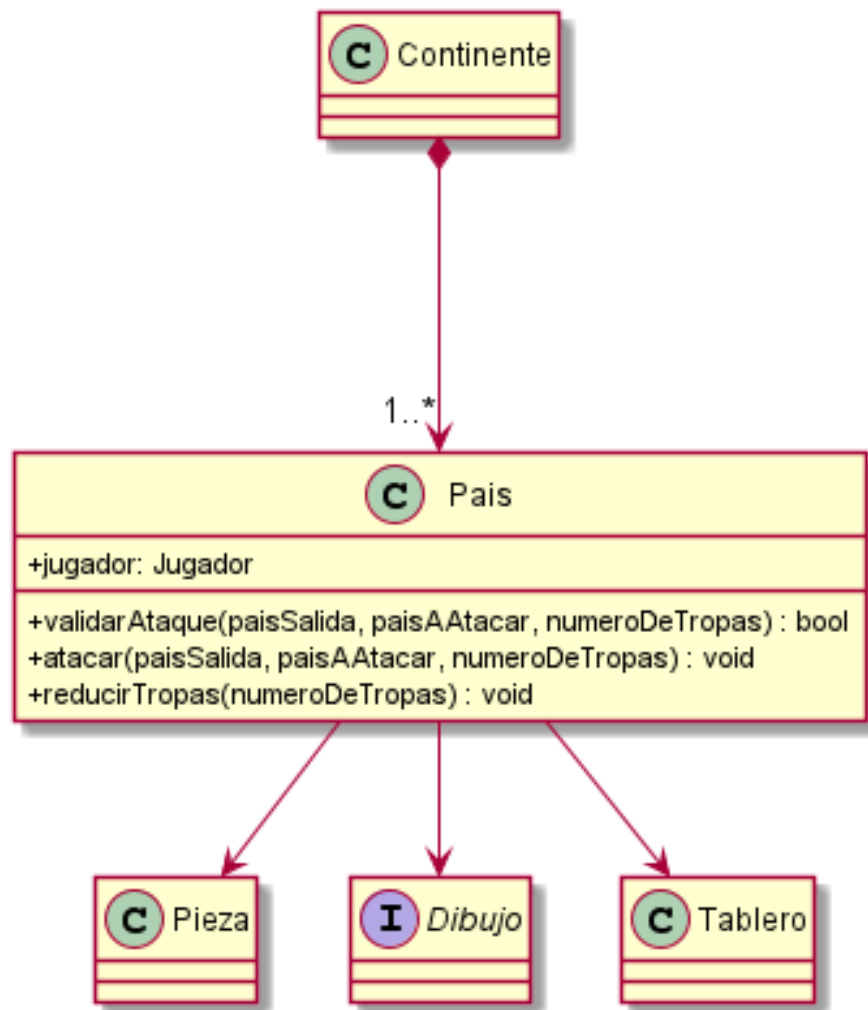 C Continente
1..*
C Pais
+jugador: Jugador
+validarAtaque(paisSalida, paisAAtacar, numeroDeTropas) : bool
+atacar(paisSalida, paisAAtacar, numeroDeTropas) : void
+reducirTropas(numeroDeTropas) : void
C Pieza
I Dibujo
C Tablero